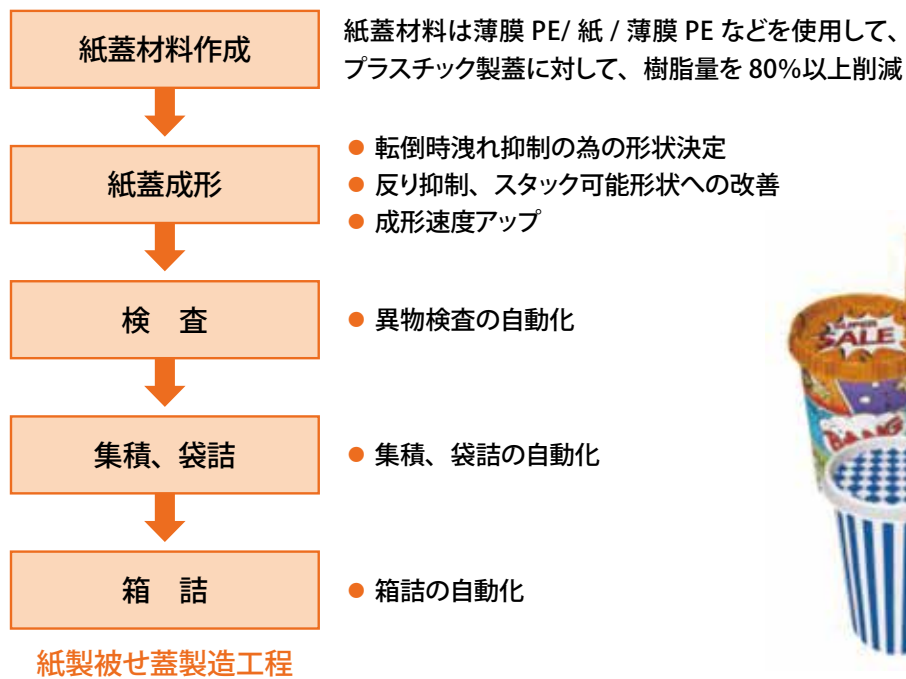 紙蓋材料作成
紙蓋材料は薄膜 PE/ 紙 / 薄膜 PE などを使用して、
プラスチック製蓋に対して、樹脂量を 80%以上削減
紙蓋成形
● 転倒時洩れ抑制の為の形状決定
● 反り抑制、スタック可能形状への改善
● 成形速度アップ
検　査
● 異物検査の自動化
集積、袋詰
● 集積、袋詰の自動化
箱　詰
● 箱詰の自動化
紙製被せ蓋製造工程
SUPER
SALE
BANG